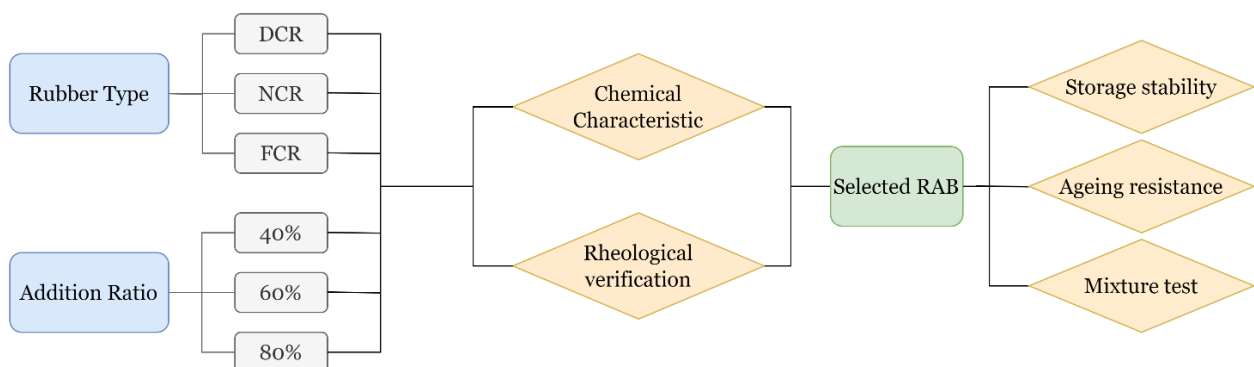 Rubber Type
DCR
NCR
FCR
Addition Ratio
40%
60%
80%
Chemical
Characteristic
Rheological
verification
Selected RAB
Storage stability
Ageing resistance
Mixture test